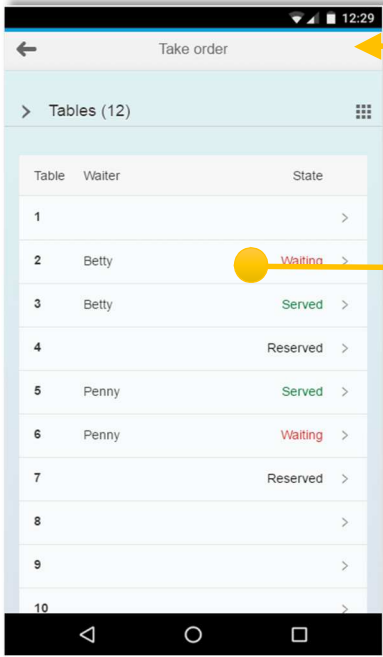 12:29
Take order
Tables (12)
Table Waiter State
1
2 Betty Waiting
3 Betty Served
4 Reserved
5 Penny Served
6 Penny Waiting
7 Reserved
8
9
10